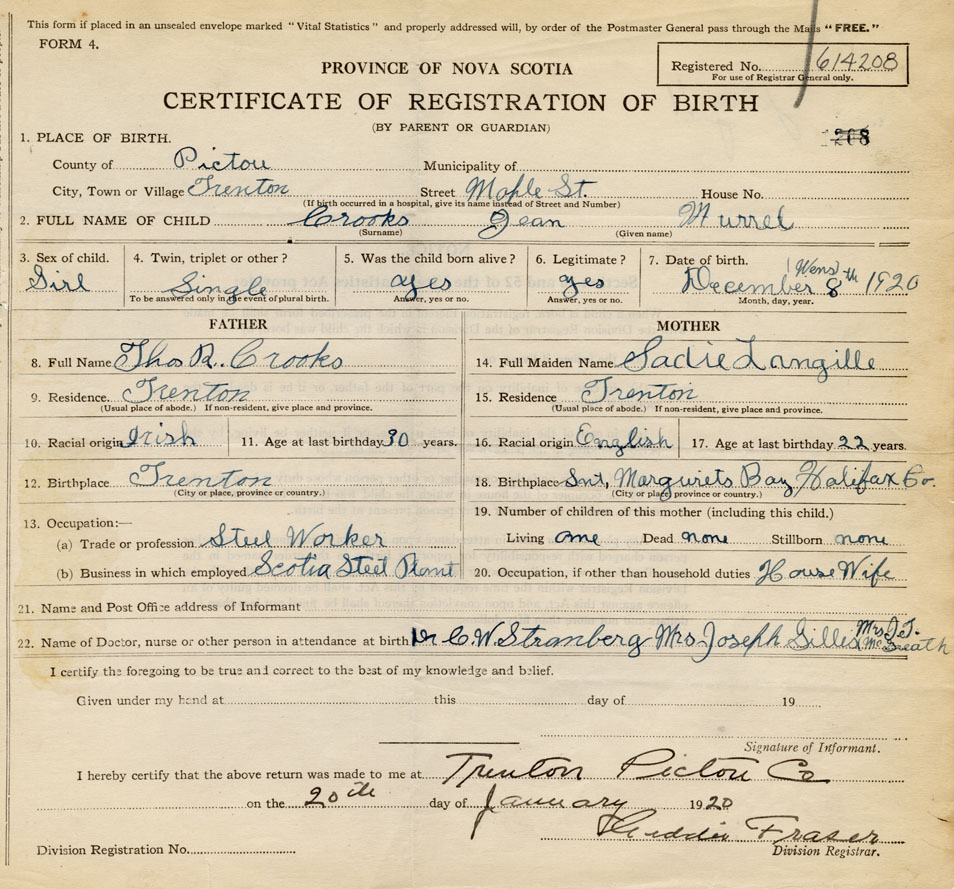 This form if placed in an unsealed envelope marked "Vital Statistics" and properly addressed will, by order of the Postmaster General pass through the Mails "FREE."
FORM 4.
Registered No. 614208
For use of Registrar General only.
PROVINCE OF NOVA SCOTIA
CERTIFICATE OF REGISTRATION OF BIRTH
(BY PARENT OR GUARDIAN)
1. PLACE OF BIRTH.
County of Pictou Municipality of
City, Town or Village Trenton Street Maple St. House No.
(If birth occurred in a hospital, give its name instead of Street and Number)
2. FULL NAME OF CHILD Crooks Jean Murrel
(Surname) (Given name)
3. Sex of child. 4. Twin, triplet or other? 5. Was the child born alive? 6. Legitimate? 7. Date of birth. (Wens)
Girl Single yes yes December 8th 1920
To be answered only in the event of plural birth. Answer, yes or no. Answer, yes or no. Month, day, year.
FATHER MOTHER
8. Full Name Thos R. Crooks 14. Full Maiden Name Sadie Langille
9. Residence. Trenton 15. Residence Trenton
(Usual place of abode.) If non-resident, give place and province. (Usual place of abode.) If non-resident, give place and province.
10. Racial origin Irish 11. Age at last birthday 30 years. 16. Racial origin English 17. Age at last birthday 22 years.
12. Birthplace Trenton 18. Birthplace Snt, Margurets Bay Halifax Co.
(City or place, province or country.) (City or place, province or country.)
13. Occupation:— 19. Number of children of this mother (including this child.)
(a) Trade or profession Steel Worker Living one Dead none Stillborn none
(b) Business in which employed Scotia Steel Plant 20. Occupation, if other than household duties House Wife
21. Name and Post Office address of Informant
22. Name of Doctor, nurse or other person in attendance at birth Dr C. W. Stramberg Mrs Joseph Gillis Mrs J. T.
I certify the foregoing to be true and correct to the best of my knowledge and belief.
Given under my hand at this day of 19
Signature of Informant.
I hereby certify that the above return was made to me at Trenton Pictou Co
on the 20th day of January 1920
Fraser
Division Registration No. Division Registrar.